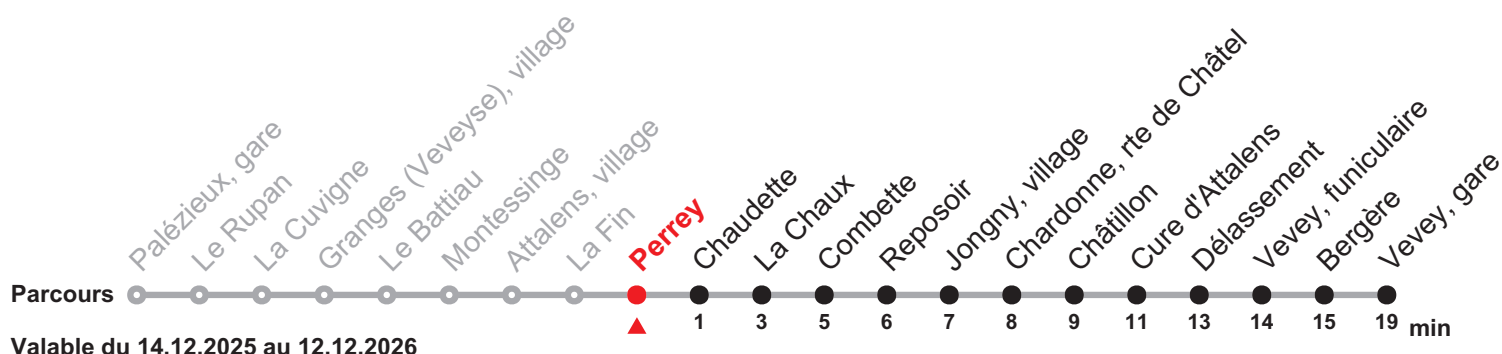 Palézieux, gare
Le Rupan
La Cuvigne
Granges (Veveyse), village
Le Battiau
Montessinge
Attalens, village
La Fin
Perrey
Chaudette
La Chaux
Combette
Reposoir
Jongny, village
Chardonne, rte de Châtel
Châtillon
Cure d'Attalens
Délassement
Vevey, funiculaire
Bergère
Vevey, gare
Parcours
1 3 5 6 7 8 9 11 13 14 15 19 min
Valable du 14.12.2025 au 12.12.2026